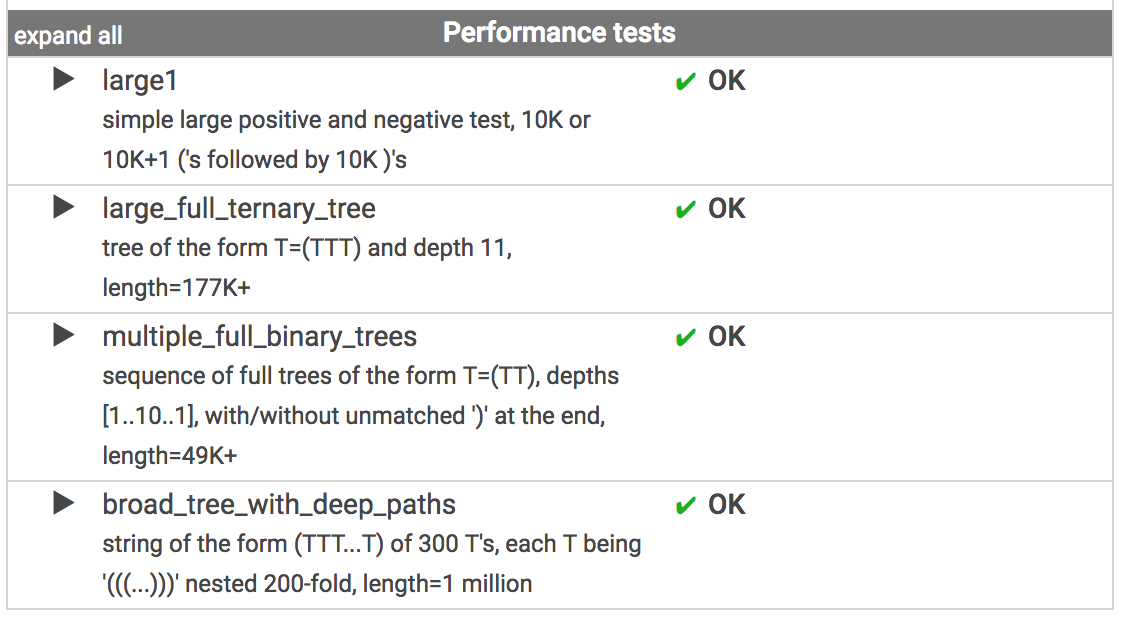 expand all Performance tests
large1 ✔ OK
simple large positive and negative test, 10K or
10K+1 ('s followed by 10K )'s
large_full_ternary_tree ✔ OK
tree of the form T=(TTT) and depth 11,
length=177K+
multiple_full_binary_trees ✔ OK
sequence of full trees of the form T=(TT), depths
[1..10..1], with/without unmatched ')' at the end,
length=49K+
broad_tree_with_deep_paths ✔ OK
string of the form (TTT...T) of 300 T's, each T being
'(((...)))' nested 200-fold, length=1 million